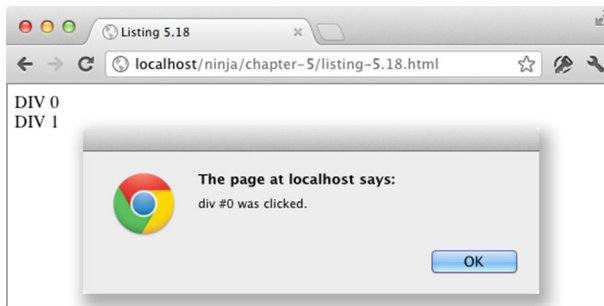 Listing 5.18
localhost/ninja/chapter-5/listing-5.18.html
DIV 0
DIV 1
The page at localhost says:
div #0 was clicked.
OK